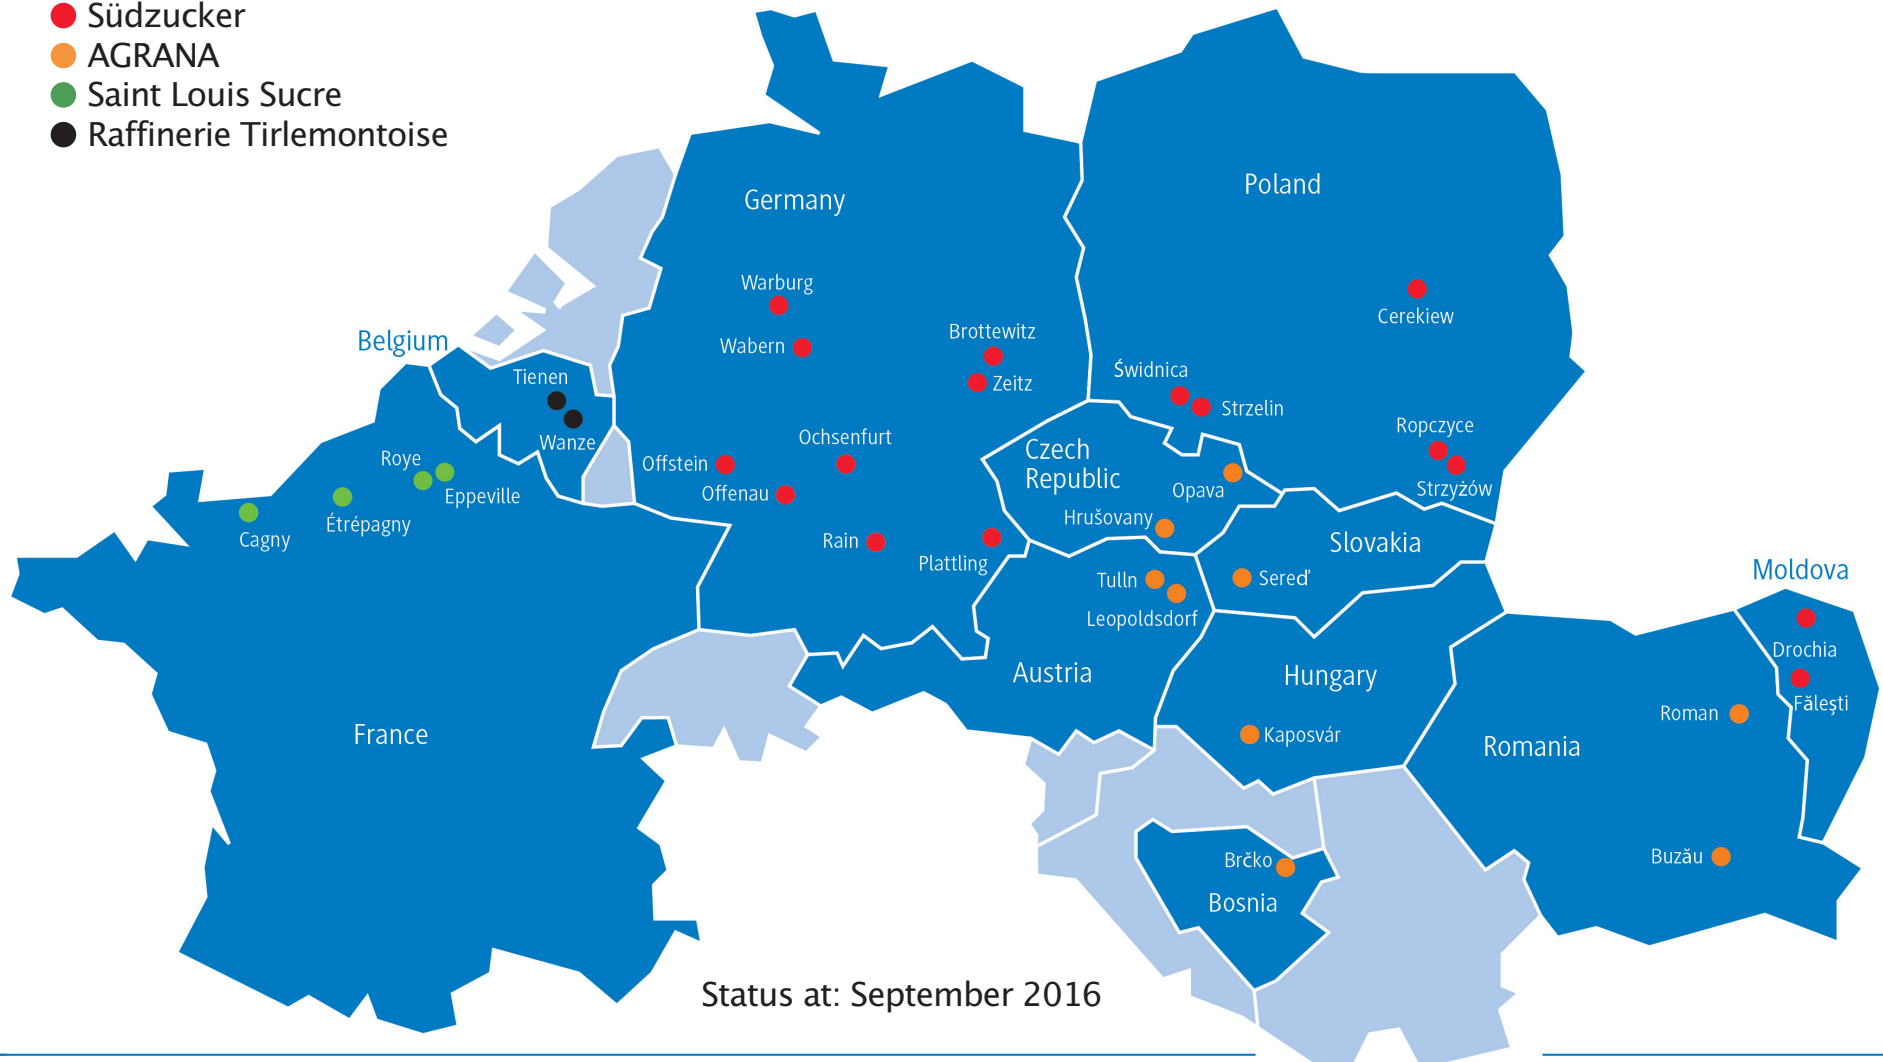 Südzucker
AGRANA
Saint Louis Sucre
Raffinerie Tirlemontoise
Germany
Poland
Warburg
Cerekiew
Brottewitz
Belgium
Wabern
Świdnica
Tienen
Zeitz
Strzelin
Ropczyce
Ochsenfurt
Wanze
Czech
Republic
Roye
Offstein
Strzyżów
Opava
Eppeville
Offenau
Hrušovany
Étrépagny
Cagny
Rain
Slovakia
Plattling
Moldova
Tulln
Sereď
Leopoldsdorf
Drochia
Austria
Hungary
Fălești
Roman
France
Kaposvár
Romania
Buzău
Brčko
Bosnia
Status at: September 2016